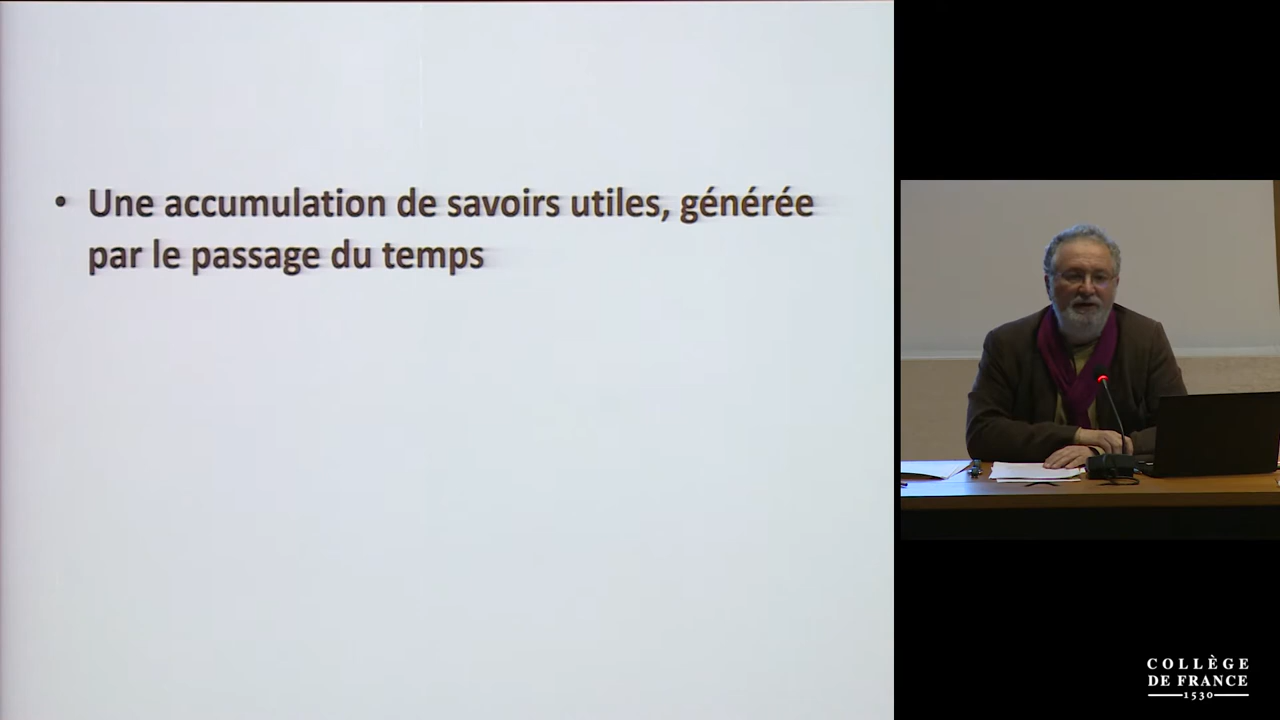 • Une accumulation de savoirs utiles, générée
par le passage du temps
COLLÈGE
DE FRANCE
1530